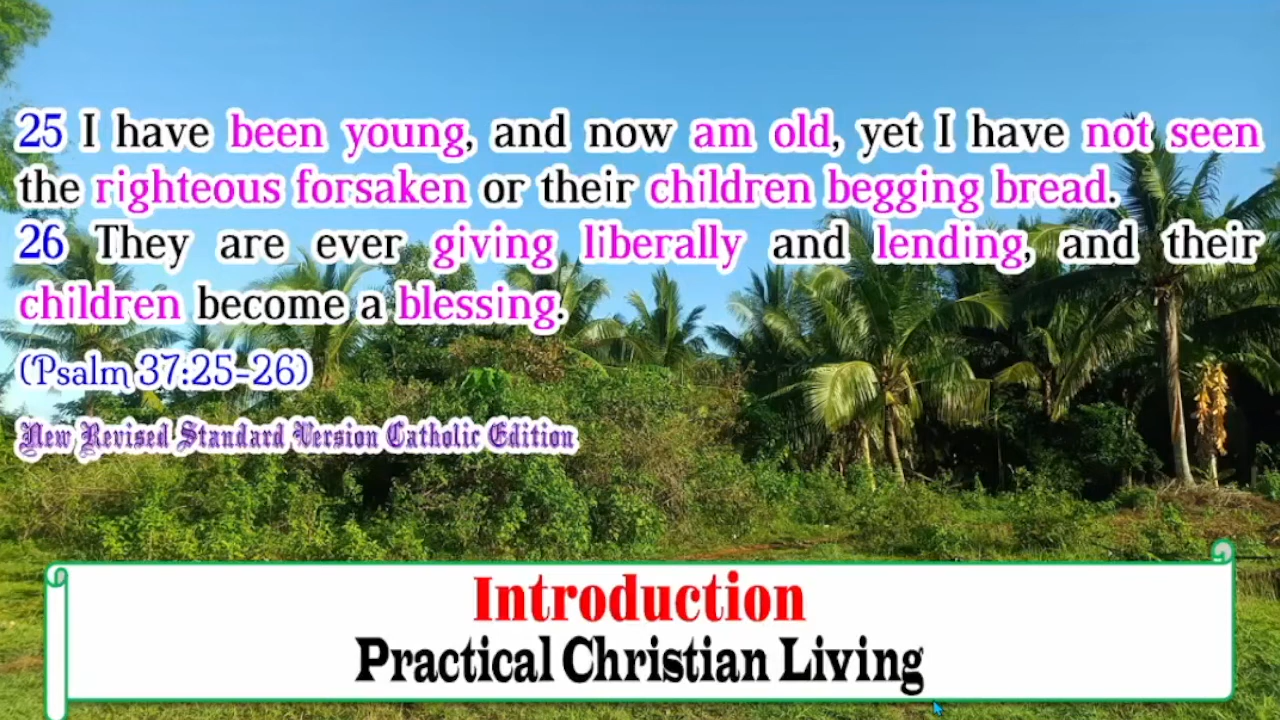 25 I have been young, and now am old, yet I have not seen
the righteous forsaken or their children begging bread.
26 They are ever giving liberally and lending, and their
children become a blessing.
(Psalm 37:25-26)
New Revised Standard Version Catholic Edition
Introduction
Practical Christian Living